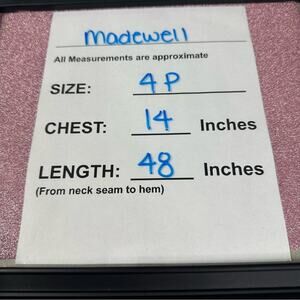 Madewell
All Measurements are approximate
SIZE: 4P
CHEST: 14 Inches
LENGTH: 48 Inches
(From neck seam to hem)